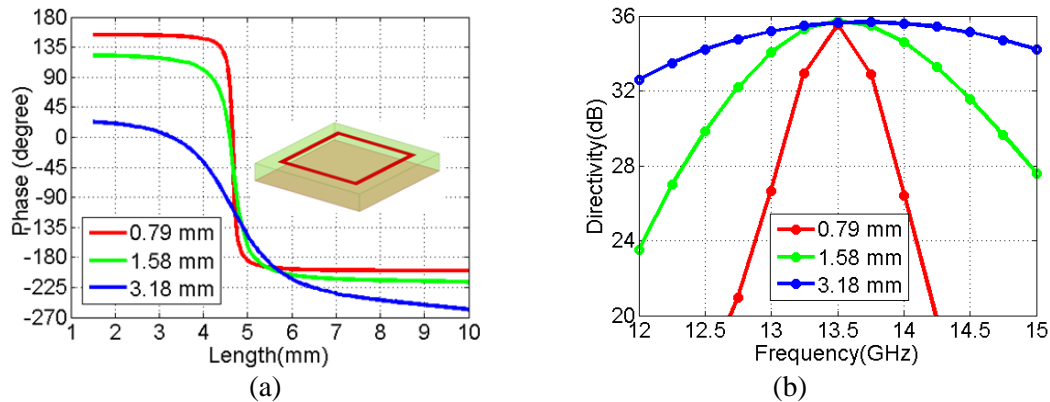 180
135
90
45
0
-45
-90
-135
-180
-225
-270
Phase (degree)
0.79 mm
1.58 mm
3.18 mm
1 2 3 4 5 6 7 8 9 10
Length(mm)
(a)
36
32
28
24
20
Directivity(dB)
0.79 mm
1.58 mm
3.18 mm
12 12.5 13 13.5 14 14.5 15
Frequency(GHz)
(b)